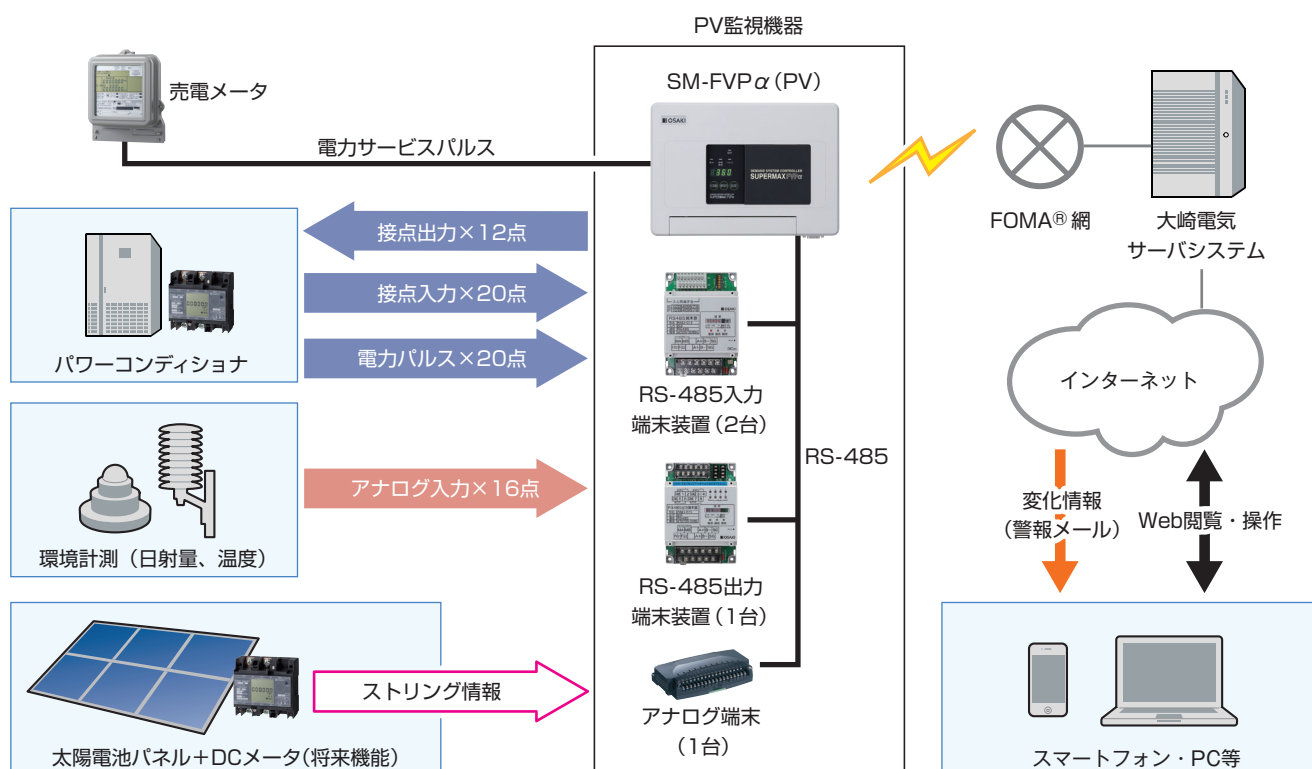 PV監視機器
売電メータ
SM-FVPα(PV)
OSAKI
360
DEMAND SYSTEM CONTROLLER
SUPERMAX FVPα
電力サービスパルス
FOMA®網
大崎電気
サーバシステム
接点出力×12点
接点入力×20点
電力パルス×20点
パワーコンディショナ
RS-485入力
端末装置(2台)
インターネット
RS-485
アナログ入力×16点
環境計測(日射量、温度)
変化情報
(警報メール)
Web閲覧・操作
RS-485出力
端末装置(1台)
ストリング情報
アナログ端末
(1台)
太陽電池パネル+DCメータ(将来機能)
スマートフォン・PC等